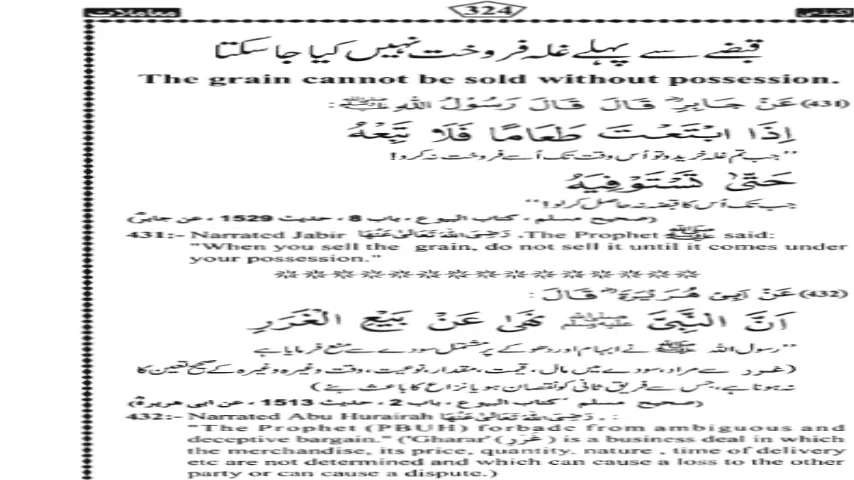 معاملات 324 اکیڈمی
قبضے سے پہلے غلہ فروخت نہیں کیا جا سکتا
The grain cannot be sold without possession.
(431) عَنْ جَابِرٍ قَالَ قَالَ رَسُوْلُ اللهِ ﷺ :
اِذَا ابْتَعْتَ طَعَامًا فَلَا تَبِعْهُ
”جب تم غلہ خریدو تو اُس وقت تک اُسے فروخت نہ کرو!
حَتّٰى تَسْتَوْفِيَهُ
جب تک اُس کا قبضہ نہ حاصل کر لو!“
(صحیح مسلم، کتاب البیوع، باب 8، حدیث 1529، عن جابرؓ)
431:- Narrated Jabir رَضِیَ اللهُ تَعَالٰی عَنْهَا ,The Prophet ﷺ said:
"When you sell the grain, do not sell it until it comes under
your possession."
(432) عَنْ اَبِىْ هُرَيْرَةَ قَالَ :
اَنَّ النَّبِىَّ ﷺ نَهٰى عَنْ بَيْعِ الْغَرَرِ
”رسول اللہ ﷺ نے ابہام اور دھوکے پر مشتمل سودے سے منع فرمایا ہے
(غرر سے مراد، سودے میں مال، قیمت، مقدار، نوعیت، وقت وغیرہ وغیرہ کے صحیح تعین کا
نہ ہونا ہے، جس سے فریق ثانی کو نقصان ہو یا نزاع کا باعث بنے)
(صحیح مسلم کتاب البیوع، باب 2، حدیث 1513، عن ابی ھریرۃؓ)
432:- Narrated Abu Hurairah رَضِیَ اللهُ تَعَالٰی عَنْهَا , :
"The Prophet (PBUH) forbade from ambiguous and
deceptive bargain." ('Gharar' (غَرَر) is a business deal in which
the merchandise, its price, quantity, nature , time of delivery
etc are not determined and which can cause a loss to the other
party or can cause a dispute.)